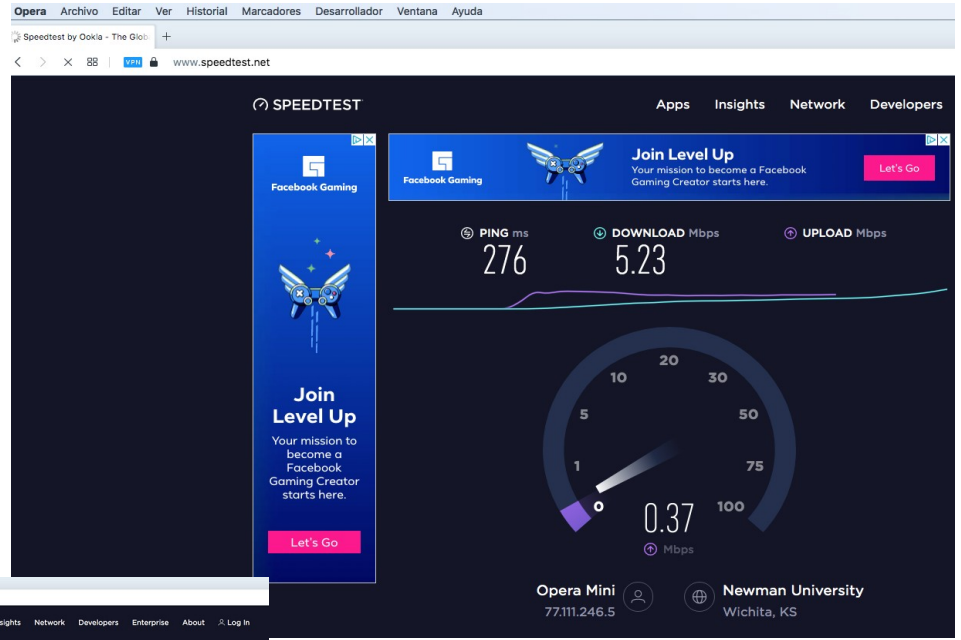 Opera Archivo Editar Ver Historial Marcadores Desarrollador Ventana Ayuda
Speedtest by Ookla - The Glob
VPN www.speedtest.net
SPEEDTEST
Apps Insights Network Developers
Facebook Gaming
Join
Level Up
Your mission to
become a
Facebook
Gaming Creator
starts here.
Let's Go
Facebook Gaming
Join Level Up
Your mission to become a Facebook
Gaming Creator starts here.
Let's Go
PING ms
276
DOWNLOAD Mbps
5.23
UPLOAD Mbps
0
1
5
10
20
30
50
75
100
0.37
Mbps
Opera Mini
77.111.246.5
Newman University
Wichita, KS
sights Network Developers Enterprise About Log In